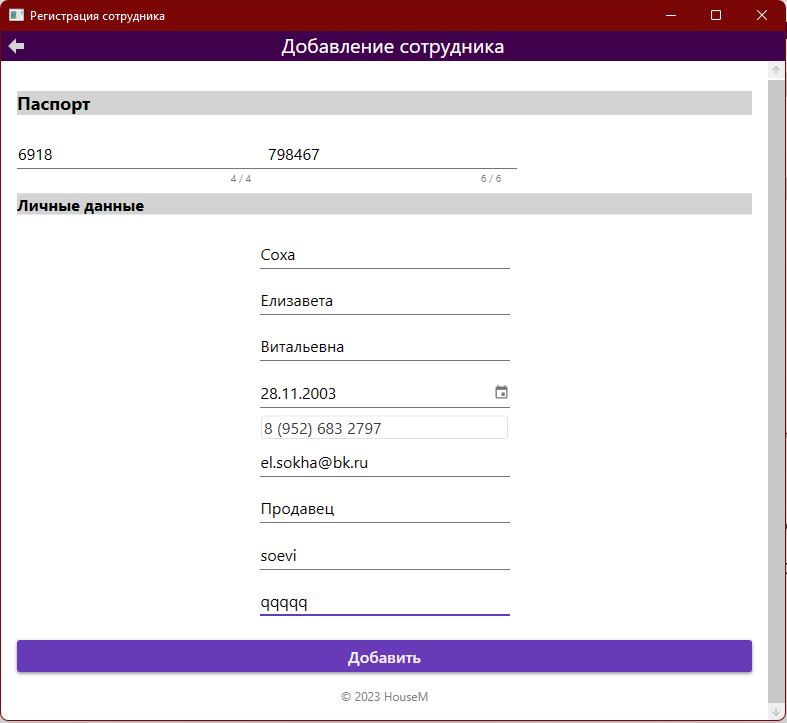 Регистрация сотрудника
Добавление сотрудника
Паспорт
6918 798467
4 / 4 6 / 6
Личные данные
Соха
Елизавета
Витальевна
28.11.2003
8 (952) 683 2797
el.sokha@bk.ru
Продавец
soevi
qqqqq
Добавить
© 2023 HouseM